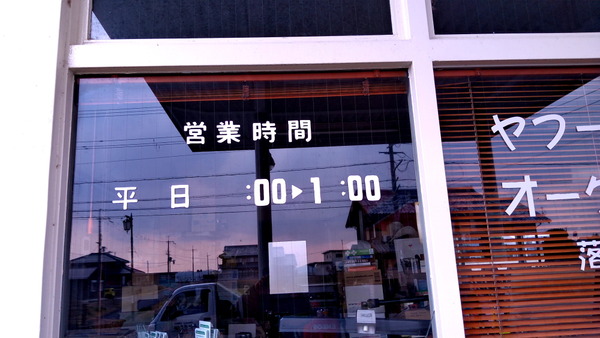 営業時間
平日 :00▶1 :00
ヤフー
オーク
落